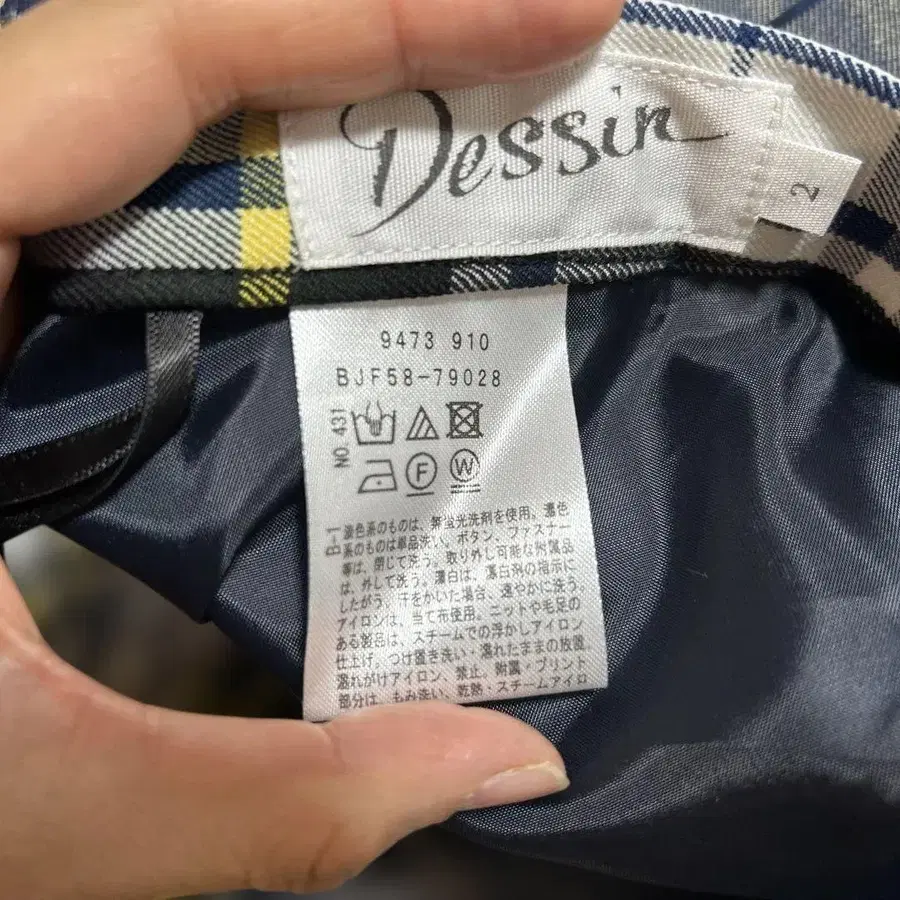 Dessin
2
9473 910
BJF58-79028
NO. 431
F
W
B-1
淡色系のものは、無蛍光洗剤を使用。濃色
系のものは単品洗い。ボタン、ファスナー
等は、閉じて洗う。取り外し可能な附属品
は、外して洗う。漂白は、漂白剤の指示に
したがう。汗をかいた場合、速やかに洗う。
アイロンは、当て布使用。ニットや毛足の
ある製品は、スチームでの浮かしアイロン
仕上げ。つけ置き洗い・濡れたままの放置、
濡れがけアイロン、禁止。附属・プリント
部分は、もみ洗い、乾熱・スチームアイロ